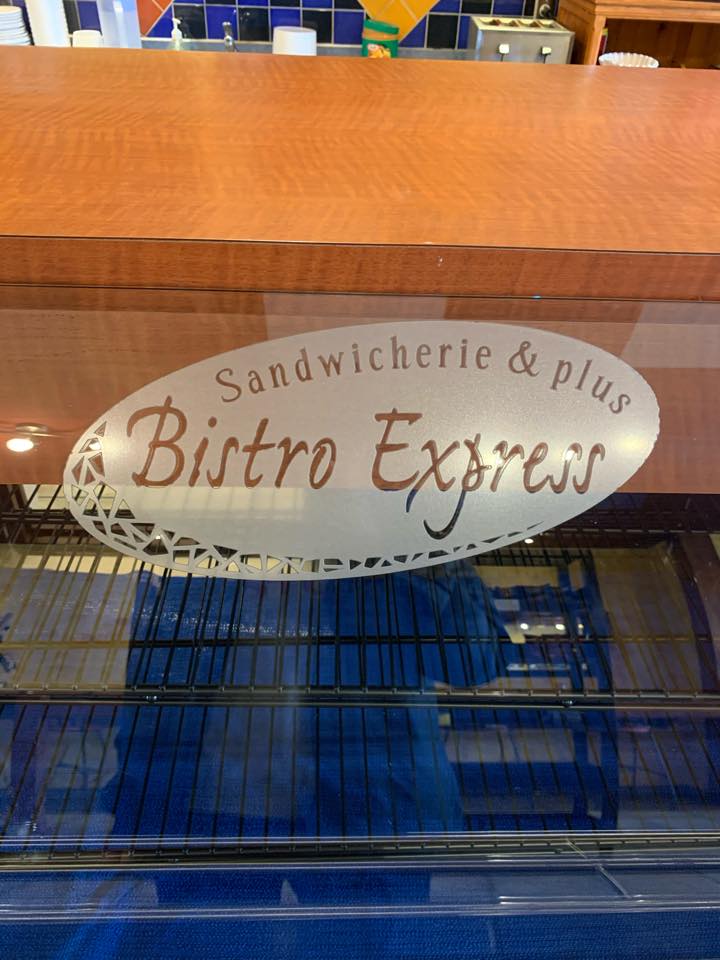 Sandwicherie & plus
Bistro Express